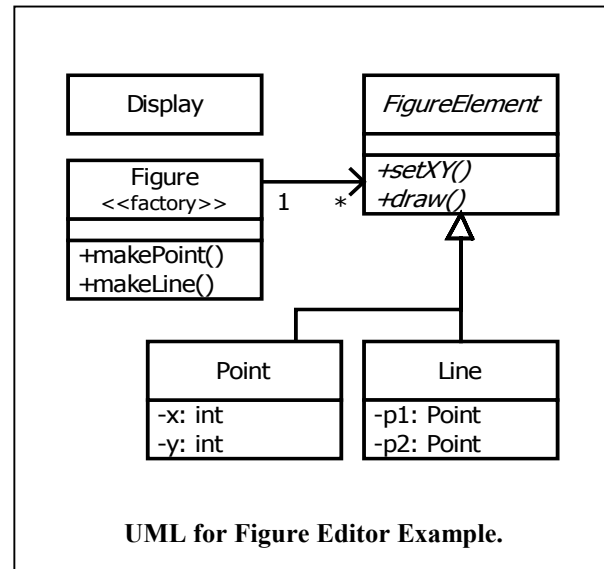 Display
FigureElement
+setXY()
+draw()
Figure
<<factory>>
1
*
+makePoint()
+makeLine()
Point
-x: int
-y: int
Line
-p1: Point
-p2: Point
UML for Figure Editor Example.